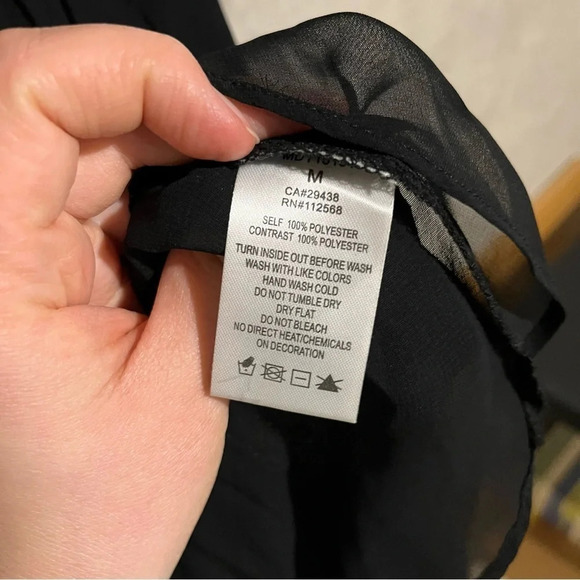 M
CA#29438
RN#112568
SELF 100% POLYESTER
CONTRAST 100% POLYESTER
TURN INSIDE OUT BEFORE WASH
WASH WITH LIKE COLORS
HAND WASH COLD
DO NOT TUMBLE DRY
DRY FLAT
DO NOT BLEACH
NO DIRECT HEAT/CHEMICALS
ON DECORATION